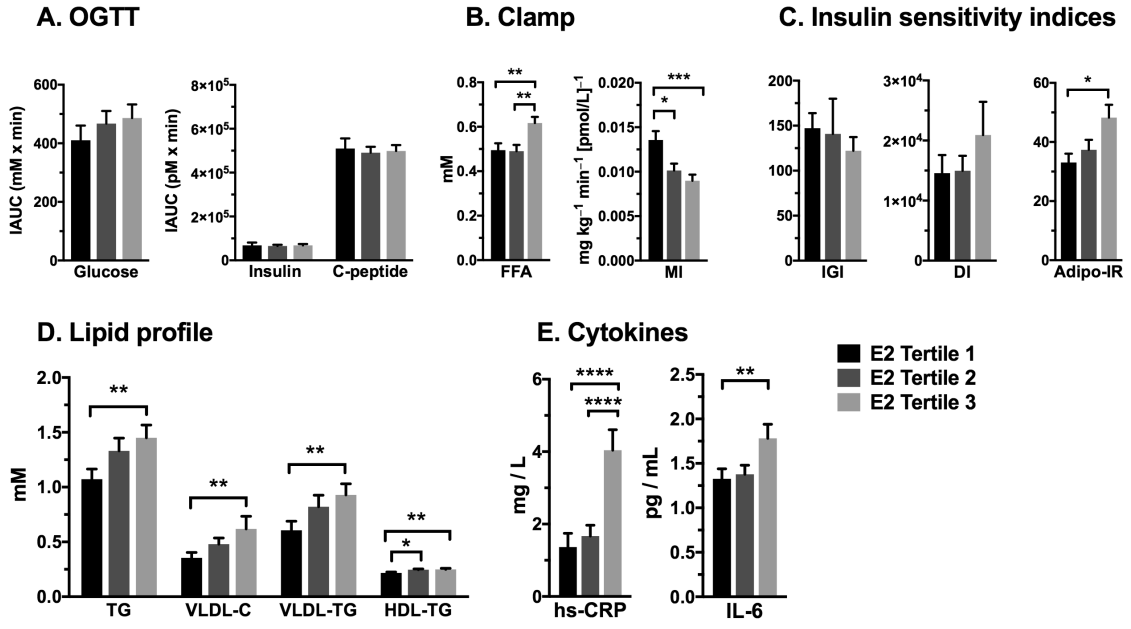 A. OGTT
B. Clamp
C. Insulin sensitivity indices
IAUC (mM x min)
600
400
200
0
Glucose
IAUC (pM x min)
8×10⁵
6×10⁵
4×10⁵
2×10⁵
0
Insulin
C-peptide
mM
0.8
0.6
0.4
0.2
0.0
**
**
FFA
mg kg⁻¹ min⁻¹ [pmol/L]⁻¹
0.020
0.015
0.010
0.005
0.000
***
*
MI
200
150
100
50
0
IGI
3×10⁴
2×10⁴
1×10⁴
0
DI
60
40
20
0
*
Adipo-IR
D. Lipid profile
E. Cytokines
mM
2.0
1.5
1.0
0.5
0.0
**
TG
**
VLDL-C
**
VLDL-TG
**
*
HDL-TG
mg / L
6
4
2
0
****
****
hs-CRP
pg / mL
2.5
2.0
1.5
1.0
0.5
0.0
**
IL-6
E2 Tertile 1
E2 Tertile 2
E2 Tertile 3